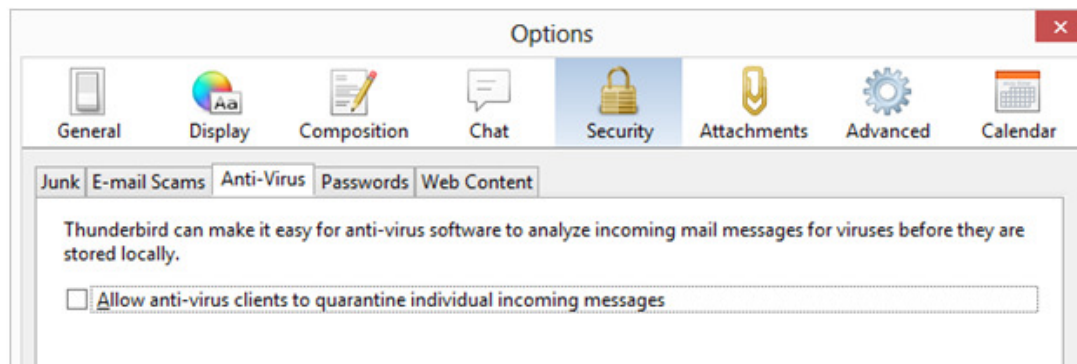 Options
General Display Composition Chat Security Attachments Advanced Calendar
Junk E-mail Scams Anti-Virus Passwords Web Content
Thunderbird can make it easy for anti-virus software to analyze incoming mail messages for viruses before they are
stored locally.
Allow anti-virus clients to quarantine individual incoming messages